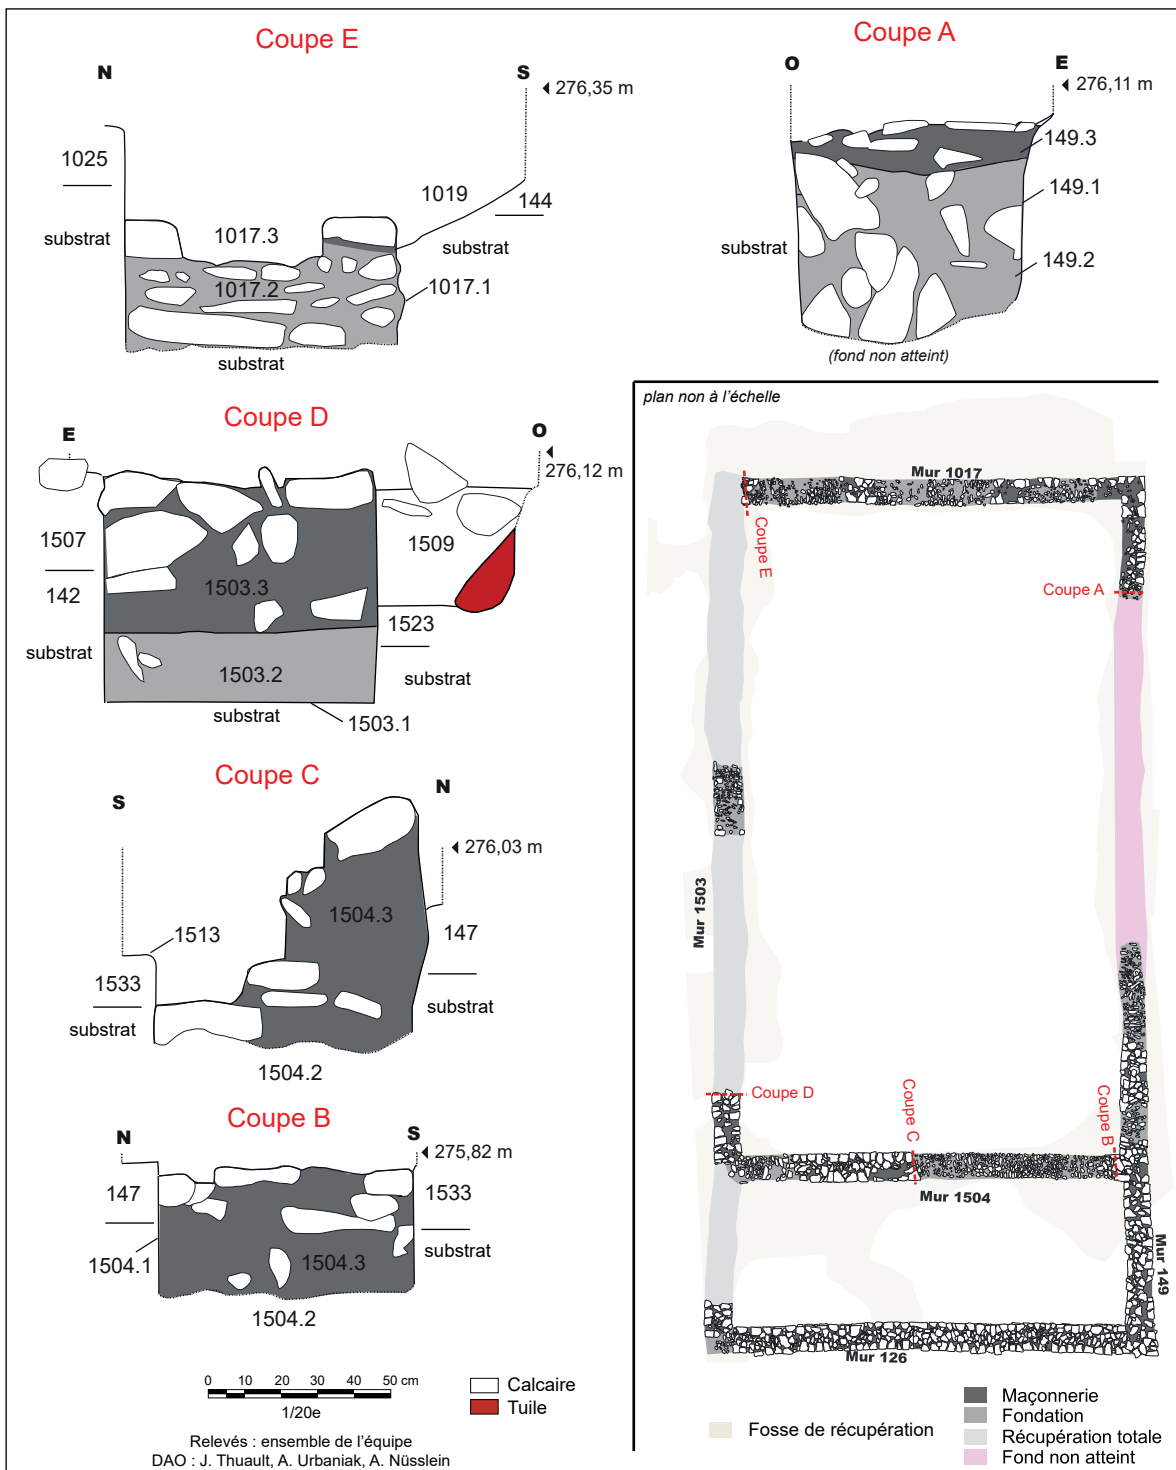 Coupe E
N
S
276,35 m
1025
1019
144
substrat
1017.3
substrat
1017.2
1017.1
substrat
Coupe A
O
E
276,11 m
149.3
149.1
substrat
149.2
(fond non atteint)
Coupe D
E
O
276,12 m
1507
1509
142
1503.3
1523
substrat
substrat
1503.2
substrat
1503.1
Coupe C
S
N
276,03 m
1504.3
1513
147
1533
substrat
substrat
1504.2
Coupe B
N
S
275,82 m
147
1533
substrat
1504.1
1504.3
1504.2
0 10 20 30 40 50 cm
1/20e
Calcaire
Tuile
Relevés : ensemble de l'équipe
DAO : J. Thuault, A. Urbaniak, A. Nüsslein
plan non à l'échelle
Mur 1017
Coupe E
Coupe A
Mur 1503
Coupe D
Coupe C
Coupe B
Mur 1504
Mur 149
Mur 126
Fosse de récupération
Maçonnerie
Fondation
Récupération totale
Fond non atteint